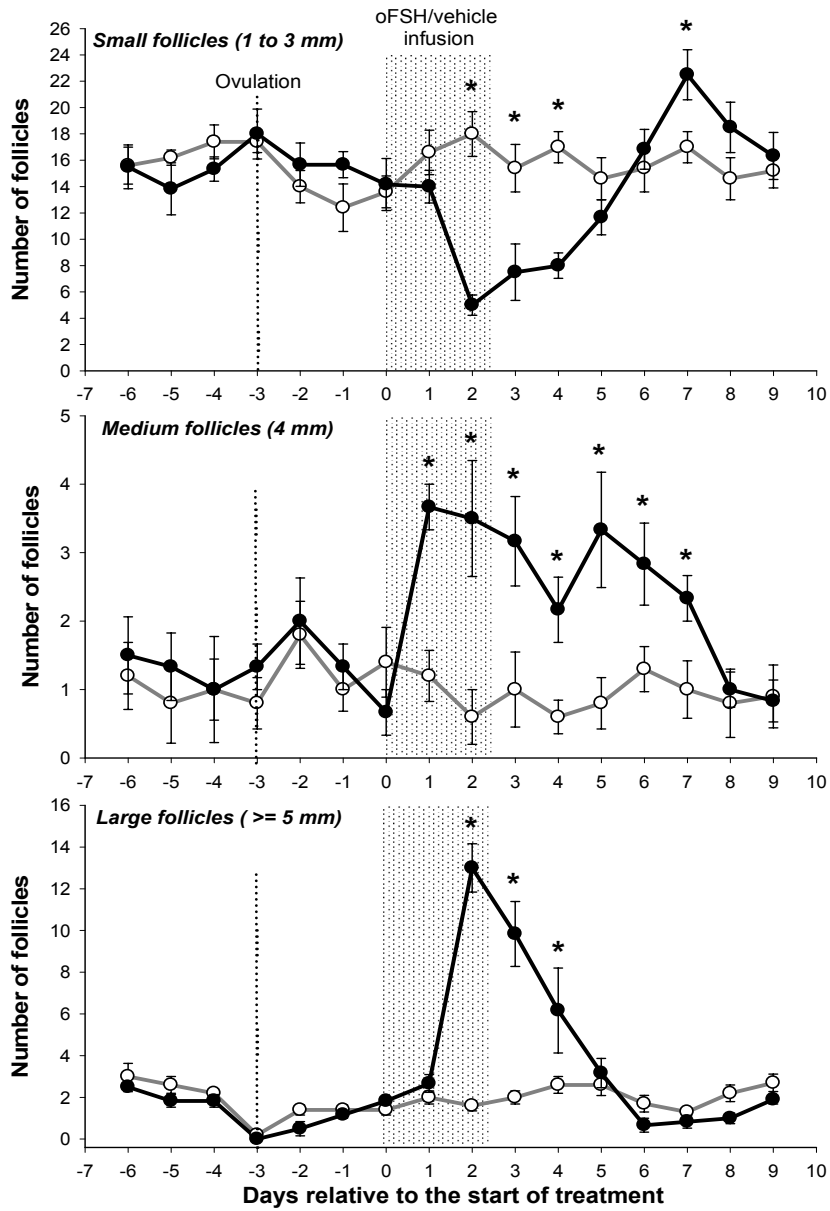 oFSH/vehicle
infusion
Small follicles (1 to 3 mm)
Ovulation
Number of follicles
26
24
22
20
18
16
14
12
10
8
6
4
2
0
* * * *
-7 -6 -5 -4 -3 -2 -1 0 1 2 3 4 5 6 7 8 9 10
Medium follicles (4 mm)
Number of follicles
5
4
3
2
1
0
* * * * * * *
-7 -6 -5 -4 -3 -2 -1 0 1 2 3 4 5 6 7 8 9 10
Large follicles ( >= 5 mm)
Number of follicles
16
14
12
10
8
6
4
2
0
* * *
-7 -6 -5 -4 -3 -2 -1 0 1 2 3 4 5 6 7 8 9 10
Days relative to the start of treatment